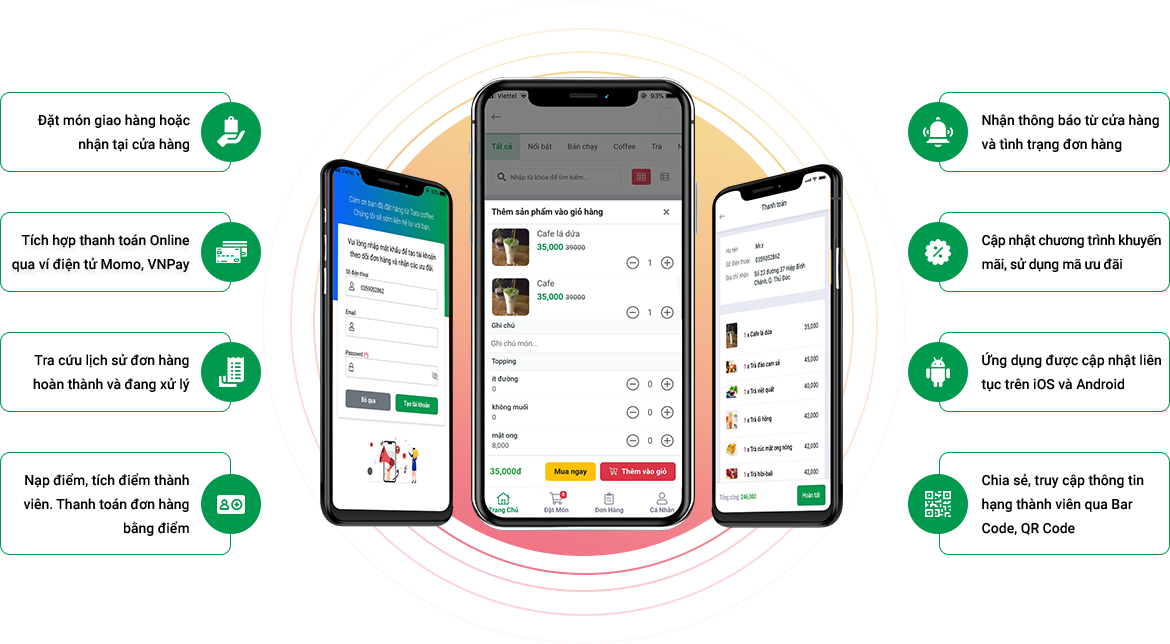 Đặt món giao hàng hoặc
nhận tại cửa hàng
Tích hợp thanh toán Online
qua ví điện tử Momo, VNPay
Tra cứu lịch sử đơn hàng
hoàn thành và đang xử lý
Nạp điểm, tích điểm thành
viên. Thanh toán đơn hàng
bằng điểm
Viettel
Cảm ơn bạn đã đặt hàng từ Tara coffee.
Chúng tôi sẽ sớm liên hệ lại với bạn.
Vui lòng nhập mật khẩu để tạo tài khoản
theo dõi đơn hàng và nhận các ưu đãi.
Số điện thoại
0359052862
Email
Password (*)
Bỏ qua
Tạo tài khoản
Viettel
93%
Tất cả
Nổi bật
Bán chạy
Coffee
Trà
N
Nhập từ khóa để tìm kiếm...
Thêm sản phẩm vào giỏ hàng
Cafe lá dứa
35,000 39000
1
Cafe
35,000 39000
1
Ghi chú
Ghi chú món...
Topping
ít đường
0
0
không muối
0
0
mật ong
8,000
0
35,000đ
Mua ngay
Thêm vào giỏ
Trang Chủ
Đặt Món
Đơn Hàng
Cá Nhân
Thanh toán
Họ tên
Mr.x
Số điện thoại
0359052862
Địa chỉ nhận
Số 23 đường 37 Hiệp Bình
Chánh, Q. Thủ Đức
1 x Cafe lá dứa
35,000
1 x Trà đào cam sả
45,000
1 x Trà việt quất
40,000
1 x Trà ổi hồng
42,000
1 x Trà cúc mật ong nóng
42,000
1 x Trà hibi-bali
42,000
Tổng cộng: 246,000
Hoàn tất
Nhận thông báo từ cửa hàng
và tình trạng đơn hàng
Cập nhật chương trình khuyến
mãi, sử dụng mã ưu đãi
Ứng dụng được cập nhật liên
tục trên iOS và Android
Chia sẻ, truy cập thông tin
hạng thành viên qua Bar
Code, QR Code